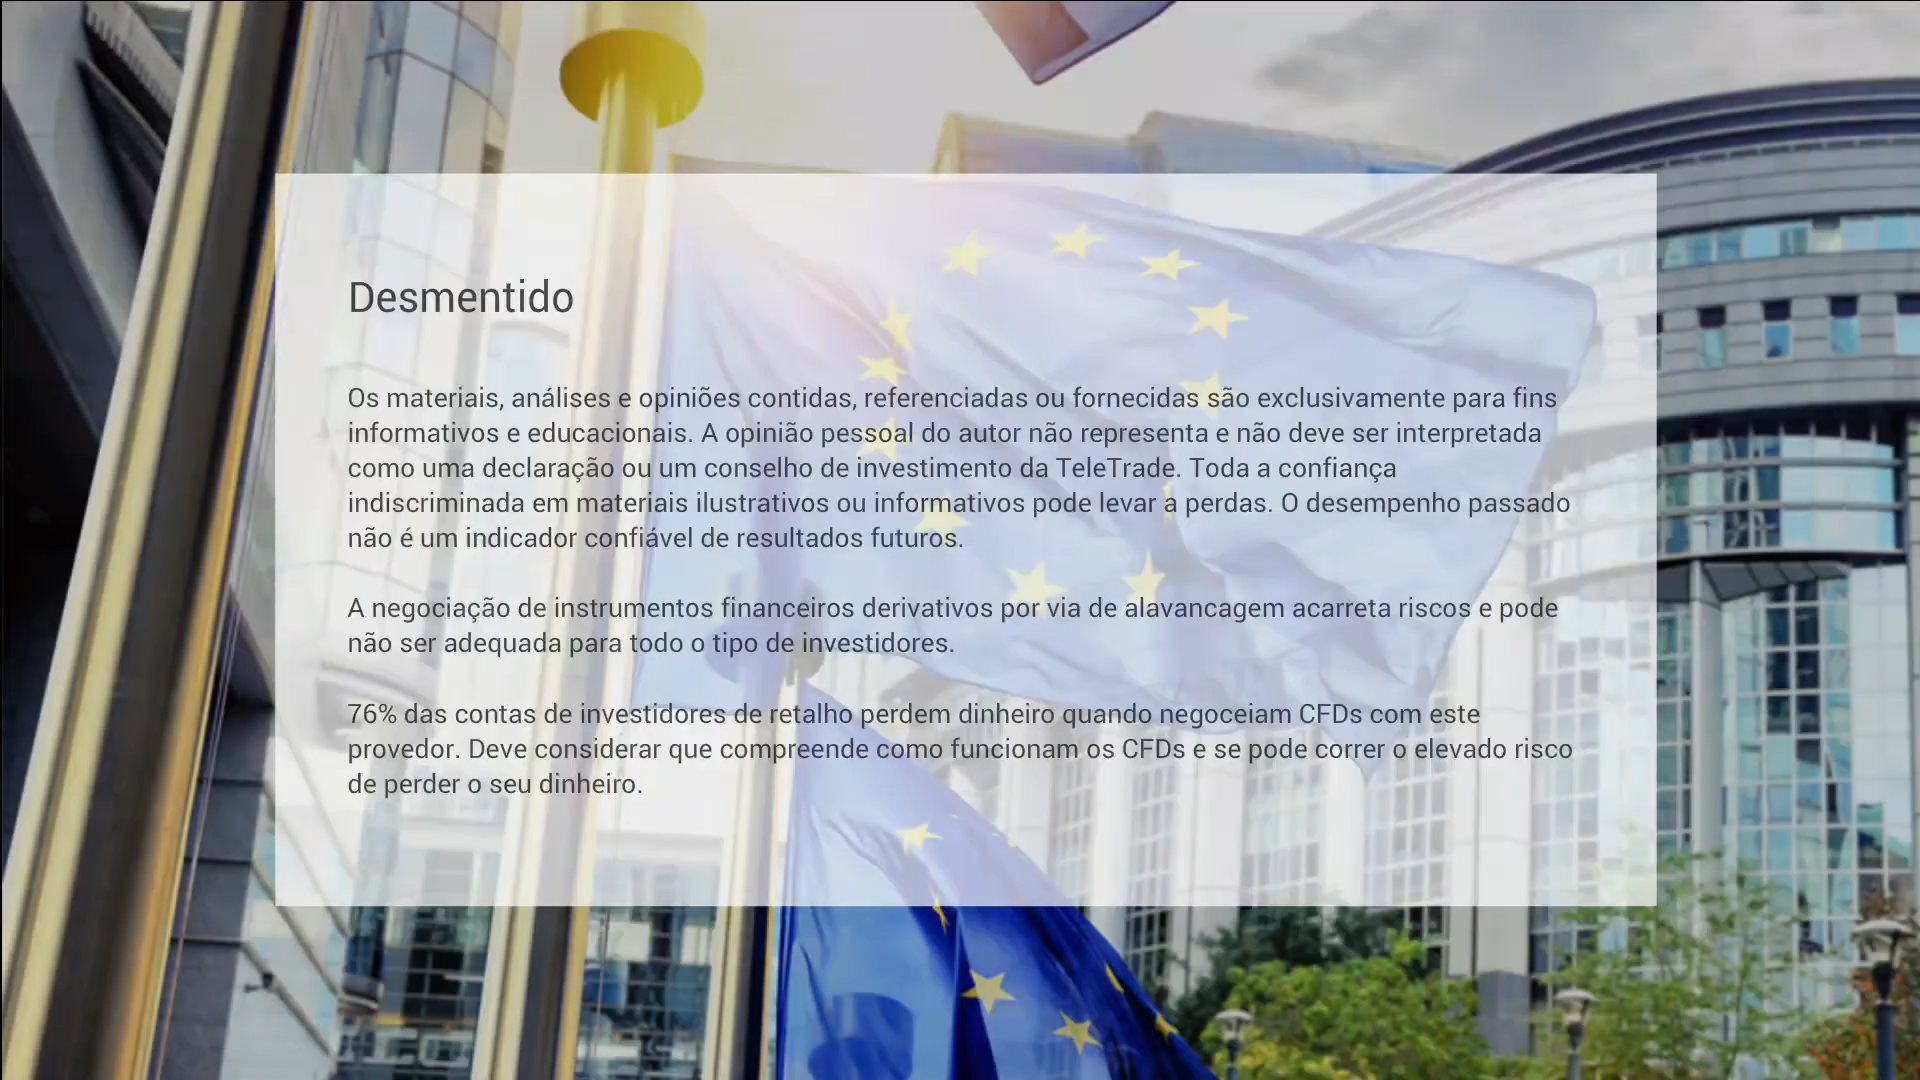 Desmentido
Os materiais, análises e opiniões contidas, referenciadas ou fornecidas são exclusivamente para fins
informativos e educacionais. A opinião pessoal do autor não representa e não deve ser interpretada
como uma declaração ou um conselho de investimento da TeleTrade. Toda a confiança
indiscriminada em materiais ilustrativos ou informativos pode levar a perdas. O desempenho passado
não é um indicador confiável de resultados futuros.
A negociação de instrumentos financeiros derivativos por via de alavancagem acarreta riscos e pode
não ser adequada para todo o tipo de investidores.
76% das contas de investidores de retalho perdem dinheiro quando negoceiam CFDs com este
provedor. Deve considerar que compreende como funcionam os CFDs e se pode correr o elevado risco
de perder o seu dinheiro.